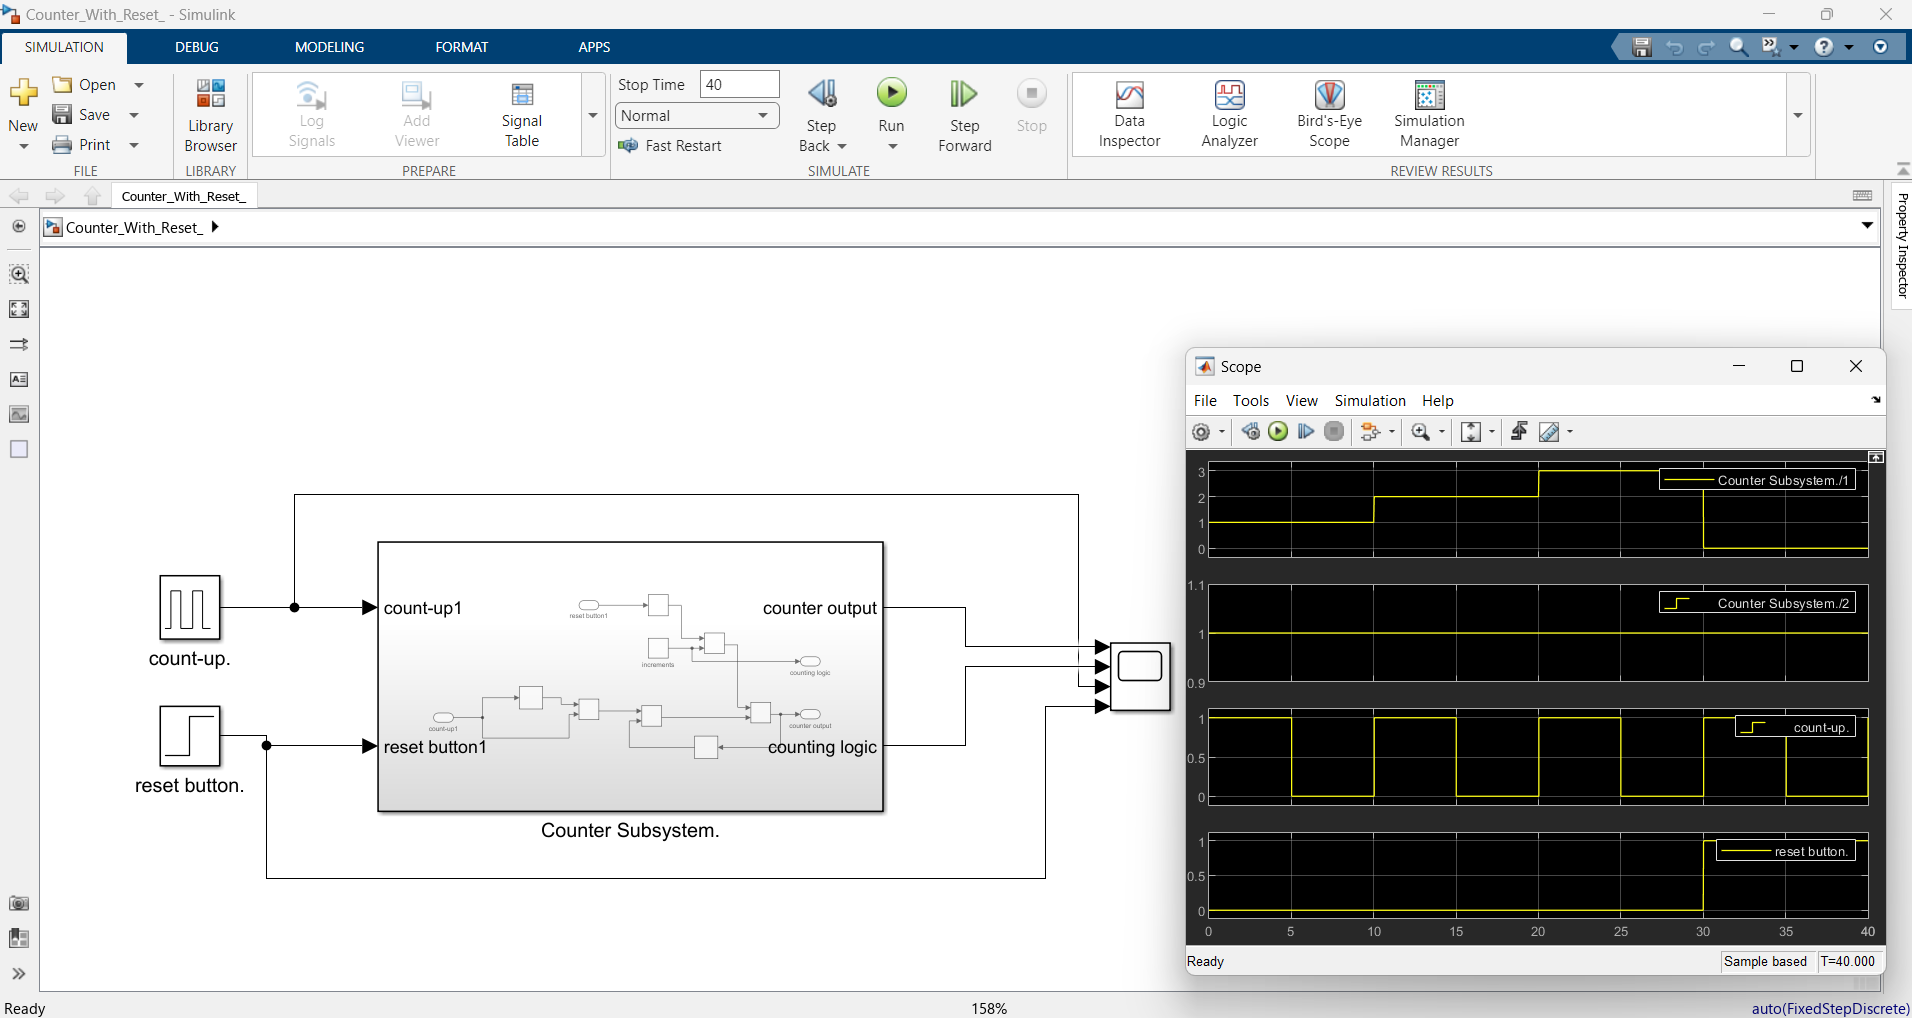 Counter_With_Reset_ - Simulink
SIMULATION DEBUG MODELING FORMAT APPS
New
Open
Save
Print
FILE
Library Browser
LIBRARY
Log Signals
Add Viewer
Signal Table
PREPARE
Stop Time 40
Normal
Fast Restart
Step Back
Run
Step Forward
Stop
SIMULATE
Data Inspector
Logic Analyzer
Bird's-Eye Scope
Simulation Manager
REVIEW RESULTS
Counter_With_Reset_
Counter_With_Reset_
Property Inspector
count-up.
reset button.
count-up1
reset button1
counter output
counting logic
reset button1
increments
counting logic
count-up1
counter output
Counter Subsystem.
Scope
File Tools View Simulation Help
3
2
1
0
Counter Subsystem./1
1.1
1
0.9
Counter Subsystem./2
1
0.5
0
count-up.
1
0.5
0
reset button.
0 5 10 15 20 25 30 35 40
Ready
Sample based T=40.000
Ready
158%
auto(FixedStepDiscrete)